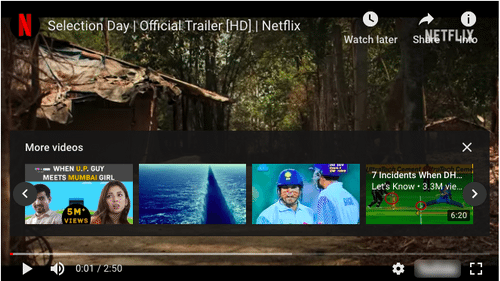 N
Selection Day | Official Trailer [HD] | Netflix
Watch later
Share
Info
NETFLIX
More videos
WHEN U.P. GUY
MEETS MUMBAI GIRL
5M+
VIEWS
7 Incidents When DH...
Let's Know • 3.3M vie...
6:20
0:01 / 2:50